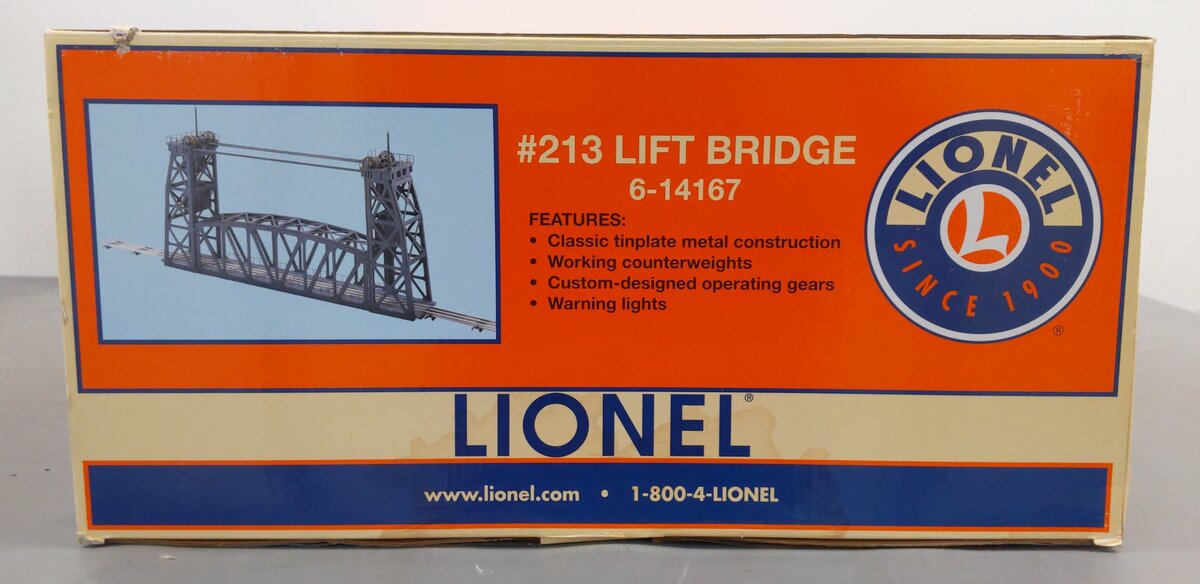 #213 LIFT BRIDGE
6-14167
FEATURES:
• Classic tinplate metal construction
• Working counterweights
• Custom-designed operating gears
• Warning lights
LIONEL
L
SINCE 1900
®
LIONEL®
www.lionel.com • 1-800-4-LIONEL